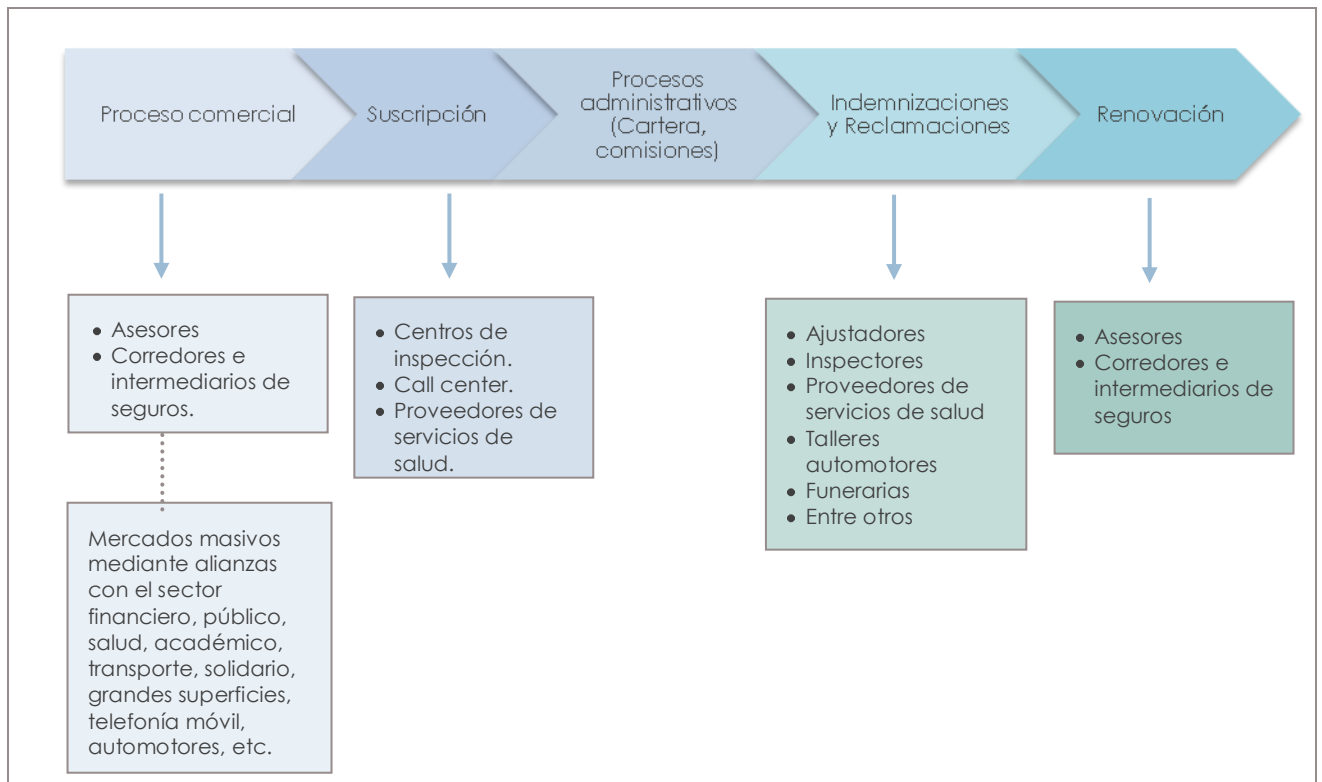 Proceso comercial
Suscripción
Procesos
administrativos
(Cartera,
comisiones)
Indemnizaciones
y Reclamaciones
Renovación
• Asesores
• Corredores e
intermediarios de
seguros.
• Centros de
inspección.
• Call center.
• Proveedores de
servicios de
salud.
• Ajustadores
• Inspectores
• Proveedores de
servicios de salud
• Talleres
automotores
• Funerarias
• Entre otros
• Asesores
• Corredores e
intermediarios de
seguros
Mercados masivos
mediante alianzas
con el sector
financiero, público,
salud, académico,
transporte, solidario,
grandes superficies,
telefonía móvil,
automotores, etc.